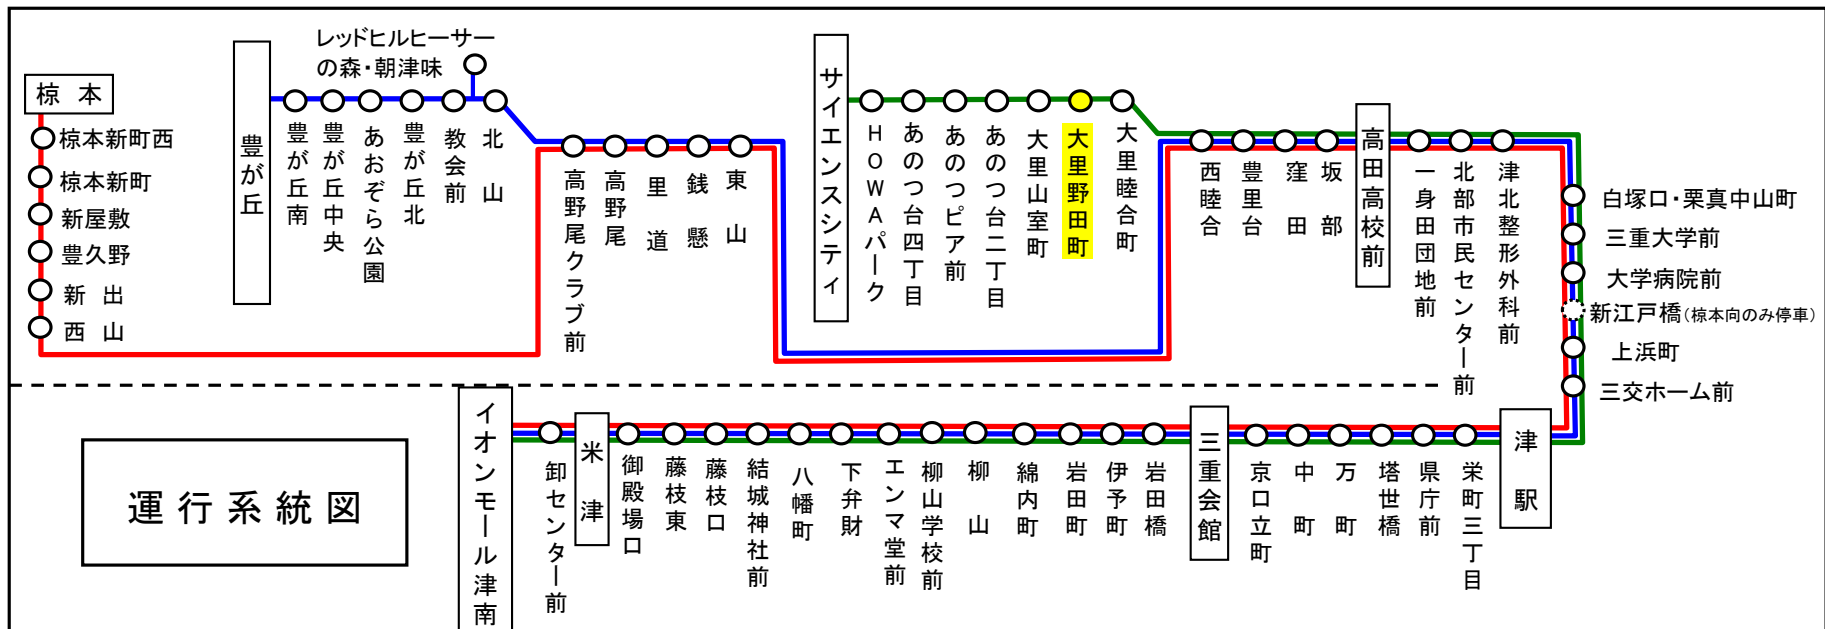 椋本
椋本新町西
椋本新町
新屋敷
豊久野
新出
西山
豊が丘
レッドヒルヒーサー
の森・朝津味
豊が丘南
豊が丘中央
あおぞら公園
豊が丘北
教会前
北山
高野尾クラブ前
高野尾
里道
銭懸
東山
サイエンスシティ
HOWAパーク
あのつ台四丁目
あのつピア前
あのつ台二丁目
大里山室町
大里野田町
大里睦合町
西睦合
豊里台
窪田
坂部
高田高校前
一身田団地前
北部市民センター前
津北整形外科前
白塚口・栗真中山町
三重大学前
大学病院前
新江戸橋(椋本向のみ停車)
上浜町
三交ホーム前
運行系統図
イオンモール津南
卸センター前
米津
御殿場口
藤枝東
藤枝口
結城神社前
八幡町
下弁財
エンマ堂前
柳山学校前
柳山
綿内町
岩田町
伊予町
岩田橋
三重会館
京口立町
中町
万町
塔世橋
県庁前
栄町三丁目
津駅